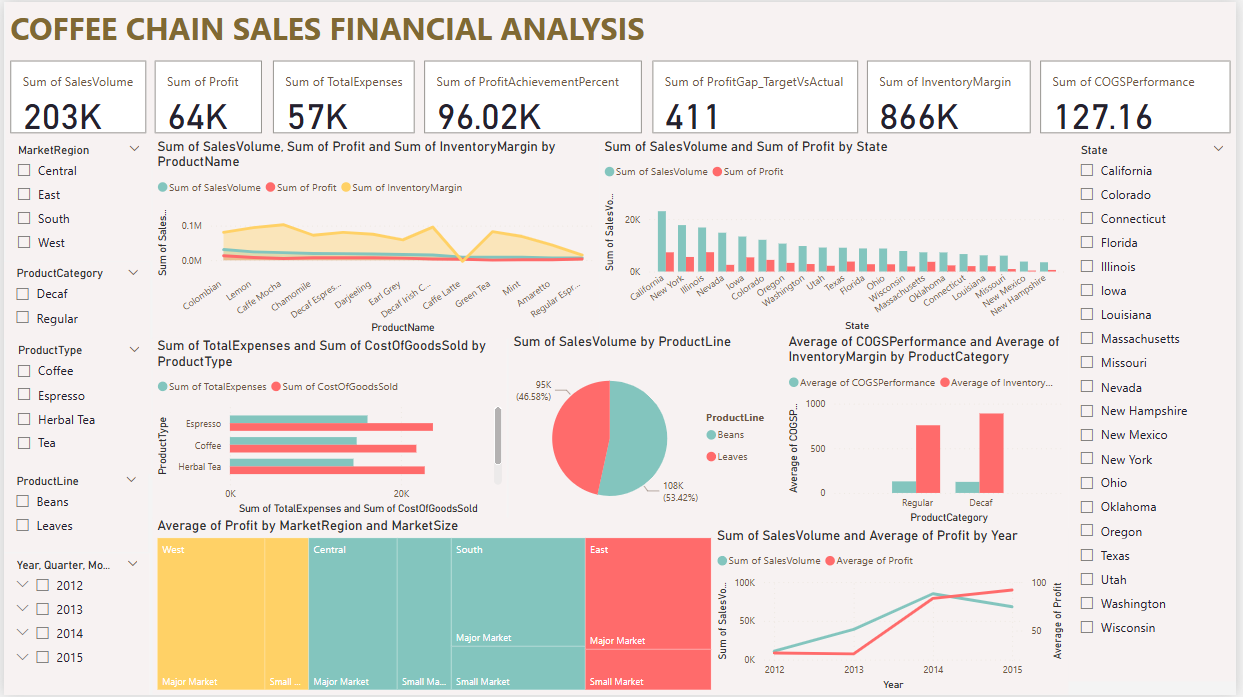 COFFEE CHAIN SALES FINANCIAL ANALYSIS
Sum of SalesVolume
203K
Sum of Profit
64K
Sum of TotalExpenses
57K
Sum of ProfitAchievementPercent
96.02K
Sum of ProfitGap_TargetVsActual
411
Sum of InventoryMargin
866K
Sum of COGSPerformance
127.16
MarketRegion
Central
East
South
West
ProductCategory
Decaf
Regular
ProductType
Coffee
Espresso
Herbal Tea
Tea
ProductLine
Beans
Leaves
Year, Quarter, Mo...
2012
2013
2014
2015
Sum of SalesVolume, Sum of Profit and Sum of InventoryMargin by
ProductName
Sum of SalesVolume
Sum of Profit
Sum of InventoryMargin
Sum of Sales...
0.1M
0.0M
Colombian
Lemon
Caffe Mocha
Chamomile
Decaf Espres...
Darjeeling
Earl Grey
Decaf Irish C...
Caffe Latte
Green Tea
Mint
Amaretto
Regular Espr...
ProductName
Sum of SalesVolume and Sum of Profit by State
Sum of SalesVolume
Sum of Profit
Sum of SalesVo...
20K
0K
California
New York
Illinois
Nevada
Iowa
Colorado
Oregon
Washington
Utah
Texas
Florida
Ohio
Wisconsin
Massachusetts
Oklahoma
Connecticut
Louisiana
Missouri
New Mexico
New Hampshire
State
Sum of TotalExpenses and Sum of CostOfGoodsSold by
ProductType
Sum of TotalExpenses
Sum of CostOfGoodsSold
ProductType
Espresso
Coffee
Herbal Tea
0K
20K
Sum of TotalExpenses and Sum of CostOfGoodsSold
Sum of SalesVolume by ProductLine
95K
(46.58%)
108K
(53.42%)
ProductLine
Beans
Leaves
Average of COGSPerformance and Average of
InventoryMargin by ProductCategory
Average of COGSPerformance
Average of Inventory...
Average of COGSP...
1000
500
0
Regular
Decaf
ProductCategory
Average of Profit by MarketRegion and MarketSize
West
Major Market
Small ...
Central
Major Market
Small Ma...
South
Major Market
Small Market
East
Major Market
Small Market
Sum of SalesVolume and Average of Profit by Year
Sum of SalesVolume
Average of Profit
Sum of SalesVo...
100K
50K
0K
100
50
Average of Profit
2012
2013
2014
2015
Year
State
California
Colorado
Connecticut
Florida
Illinois
Iowa
Louisiana
Massachusetts
Missouri
Nevada
New Hampshire
New Mexico
New York
Ohio
Oklahoma
Oregon
Texas
Utah
Washington
Wisconsin